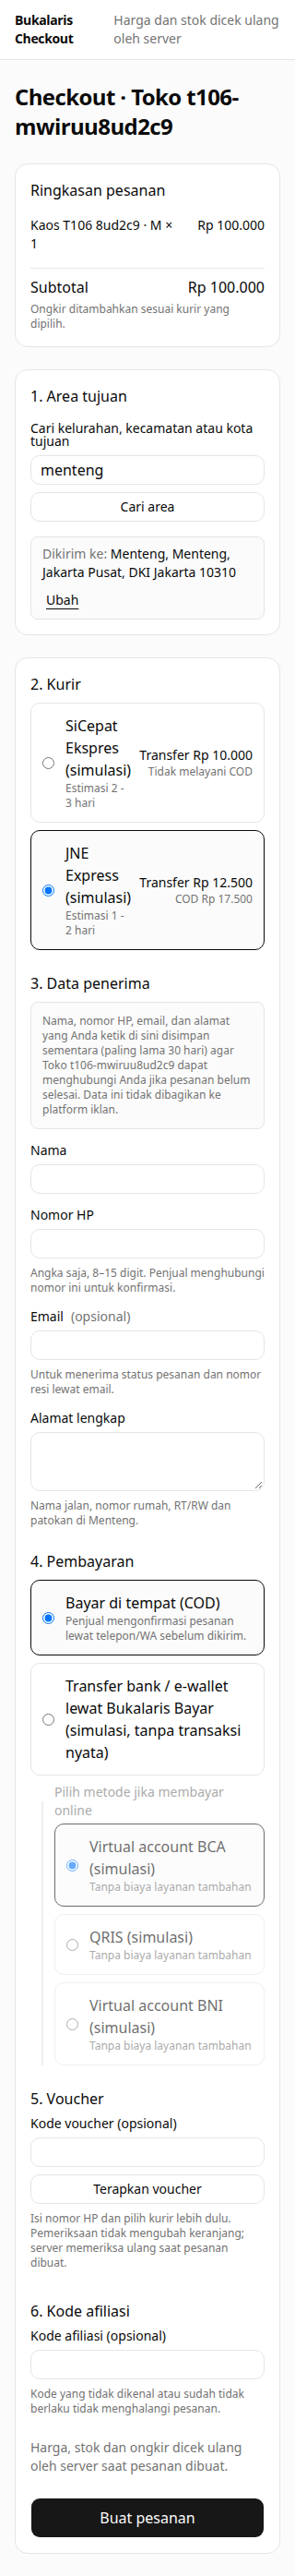 Bukalaris
Checkout
Harga dan stok dicek ulang
oleh server
Checkout · Toko t106-
mwiruu8ud2c9
Ringkasan pesanan
Kaos T106 8ud2c9 · M ×
1
Rp 100.000
Subtotal
Rp 100.000
Ongkir ditambahkan sesuai kurir yang
dipilih.
1. Area tujuan
Cari kelurahan, kecamatan atau kota
tujuan
menteng
Cari area
Dikirim ke: Menteng, Menteng,
Jakarta Pusat, DKI Jakarta 10310
Ubah
2. Kurir
SiCepat
Ekspres
(simulasi)
Estimasi 2 -
3 hari
Transfer Rp 10.000
Tidak melayani COD
JNE
Express
(simulasi)
Estimasi 1 -
2 hari
Transfer Rp 12.500
COD Rp 17.500
3. Data penerima
Nama, nomor HP, email, dan alamat
yang Anda ketik di sini disimpan
sementara (paling lama 30 hari) agar
Toko t106-mwiruu8ud2c9 dapat
menghubungi Anda jika pesanan belum
selesai. Data ini tidak dibagikan ke
platform iklan.
Nama
Nomor HP
Angka saja, 8–15 digit. Penjual menghubungi
nomor ini untuk konfirmasi.
Email (opsional)
Untuk menerima status pesanan dan nomor
resi lewat email.
Alamat lengkap
Nama jalan, nomor rumah, RT/RW dan
patokan di Menteng.
4. Pembayaran
Bayar di tempat (COD)
Penjual mengonfirmasi pesanan
lewat telepon/WA sebelum dikirim.
Transfer bank / e-wallet
lewat Bukalaris Bayar
(simulasi, tanpa transaksi
nyata)
Pilih metode jika membayar
online
Virtual account BCA
(simulasi)
Tanpa biaya layanan tambahan
QRIS (simulasi)
Tanpa biaya layanan tambahan
Virtual account BNI
(simulasi)
Tanpa biaya layanan tambahan
5. Voucher
Kode voucher (opsional)
Terapkan voucher
Isi nomor HP dan pilih kurir lebih dulu.
Pemeriksaan tidak mengubah keranjang;
server memeriksa ulang saat pesanan
dibuat.
6. Kode afiliasi
Kode afiliasi (opsional)
Kode yang tidak dikenal atau sudah tidak
berlaku tidak menghalangi pesanan.
Harga, stok dan ongkir dicek ulang
oleh server saat pesanan dibuat.
Buat pesanan